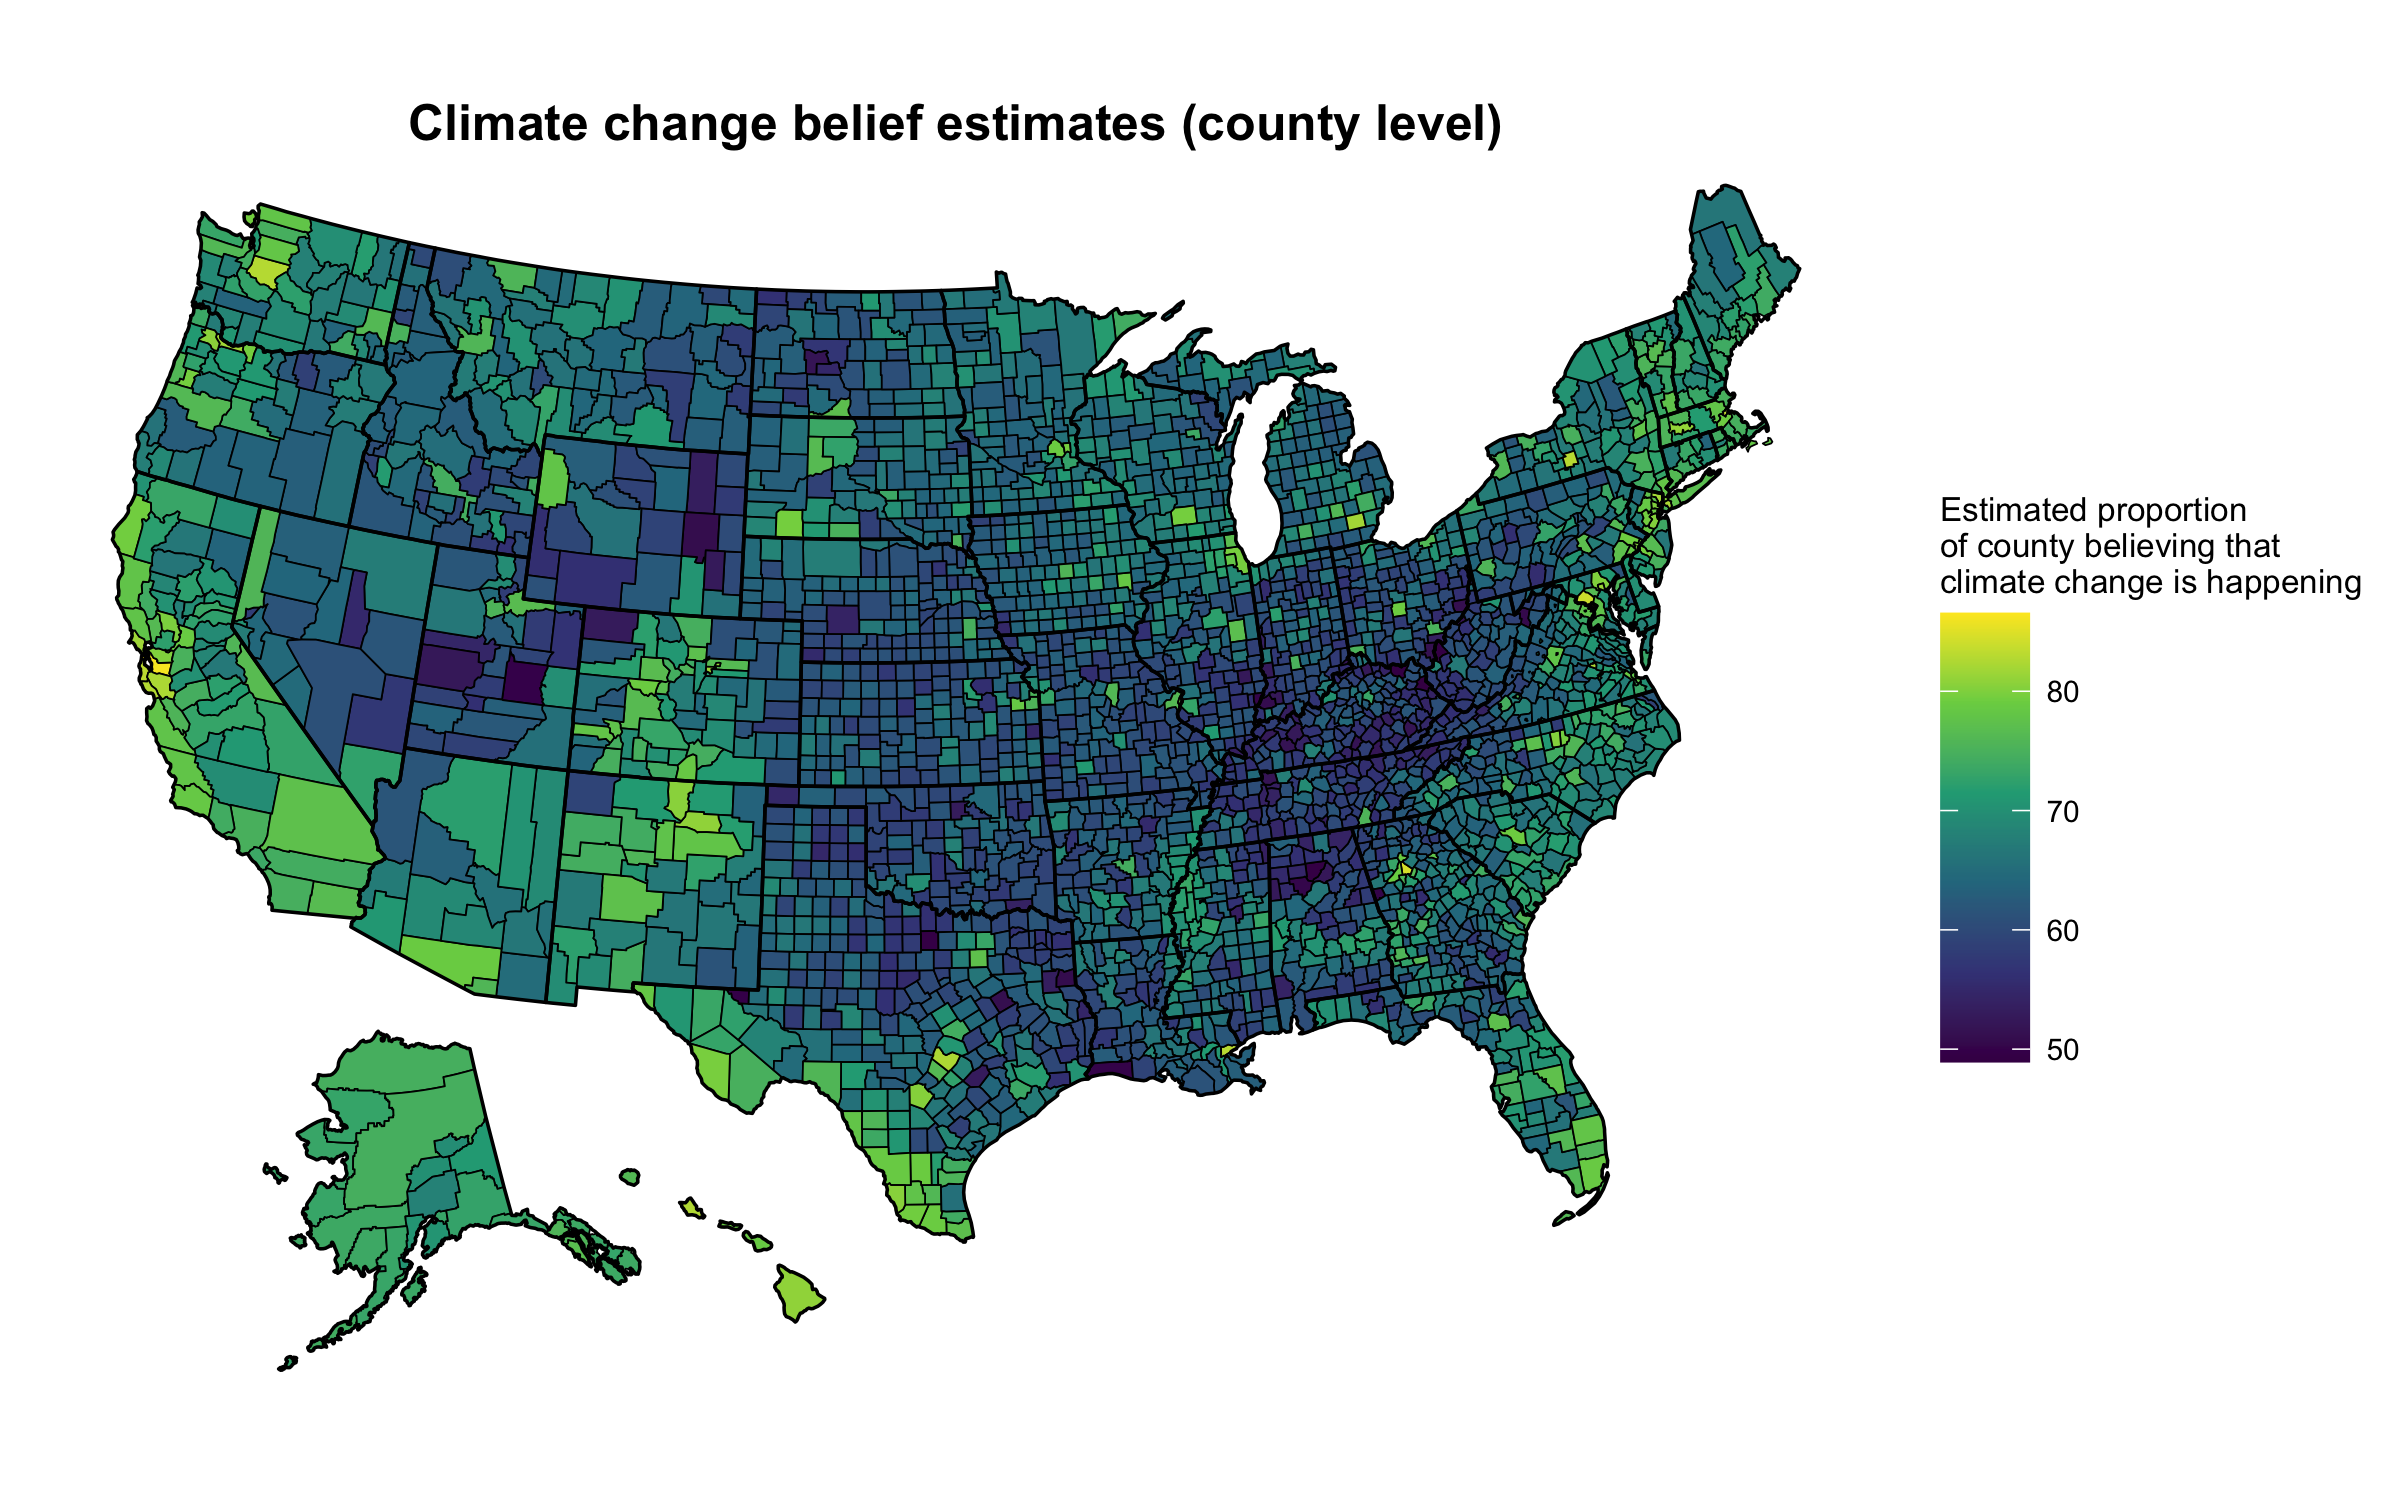 Climate change belief estimates (county level)
Estimated proportion
of county believing that
climate change is happening
80
70
60
50